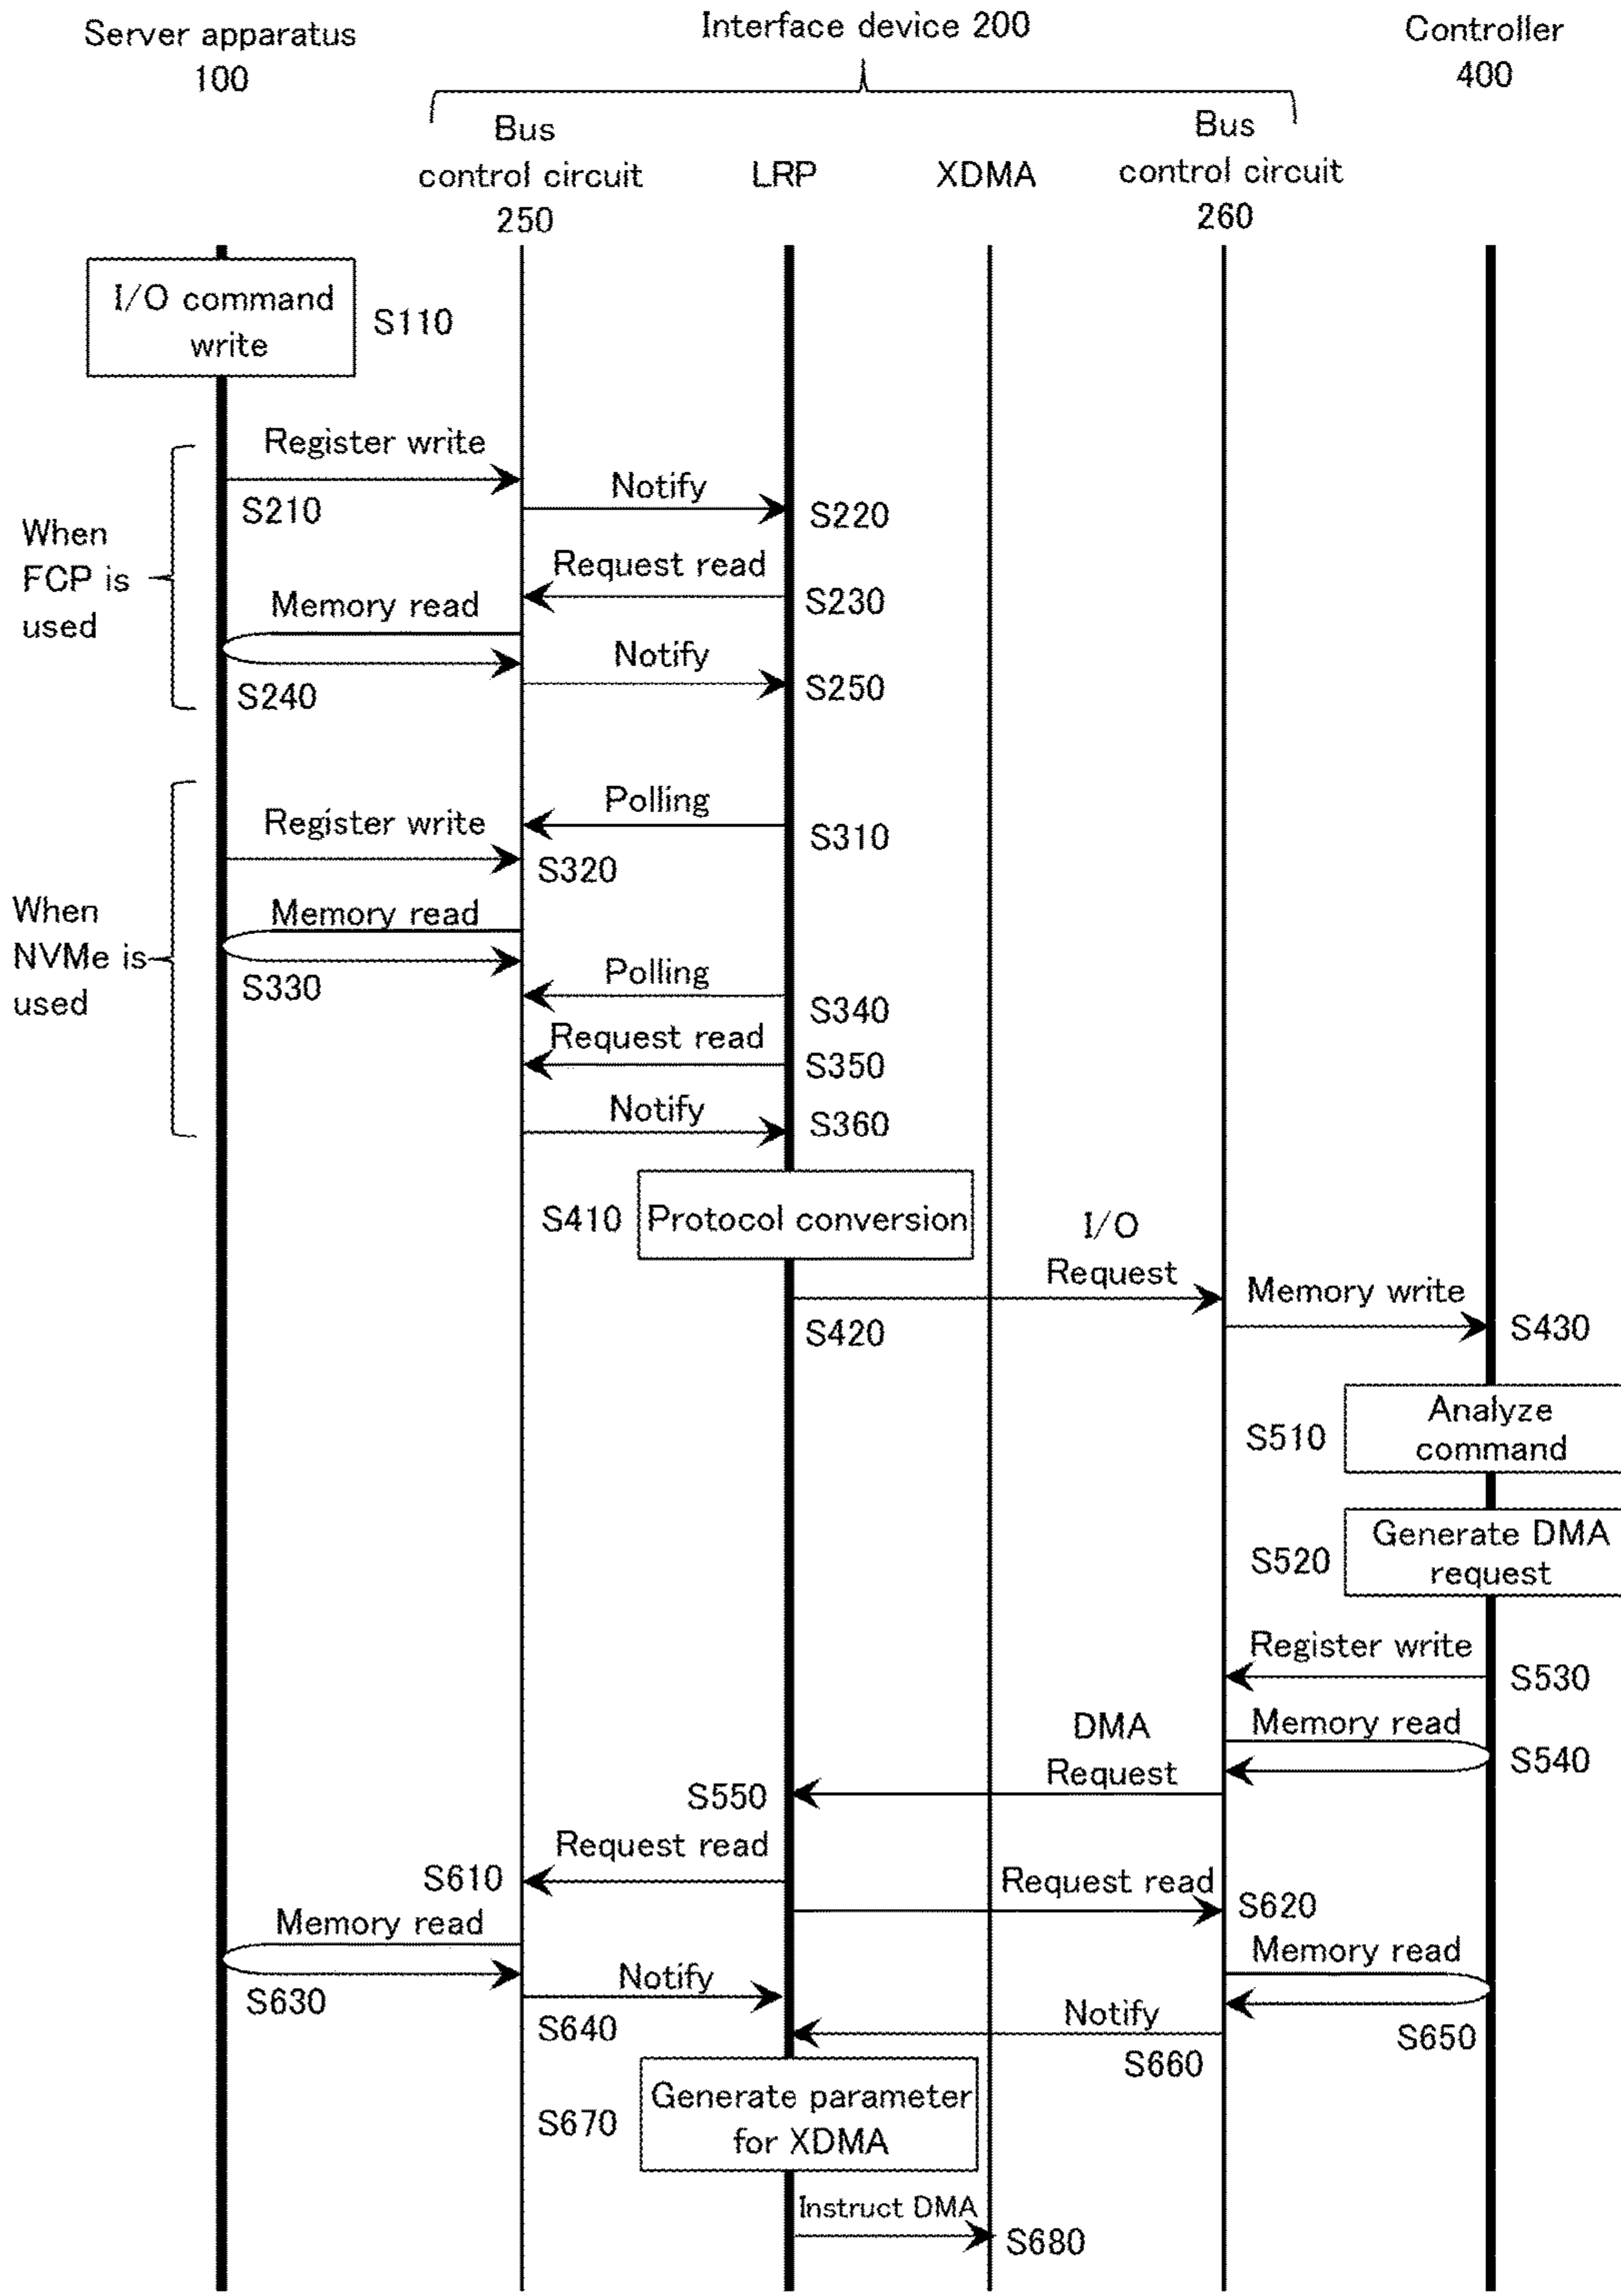 Server apparatus
100
Interface device 200
Controller
400
Bus
control circuit
250
LRP
XDMA
Bus
control circuit
260
I/O command
write
S110
When
FCP is
used
Register write
S210
Notify
S220
Request read
S230
Memory read
S240
Notify
S250
When
NVMe is
used
Polling
S310
Register write
S320
Memory read
S330
Polling
S340
Request read
S350
Notify
S360
S410
Protocol conversion
I/O
Request
S420
Memory write
S430
S510
Analyze
command
S520
Generate DMA
request
Register write
S530
Memory read
S540
DMA
Request
S550
Request read
S610
Request read
S620
Memory read
S630
Notify
S640
Memory read
S650
Notify
S660
S670
Generate parameter
for XDMA
Instruct DMA
S680